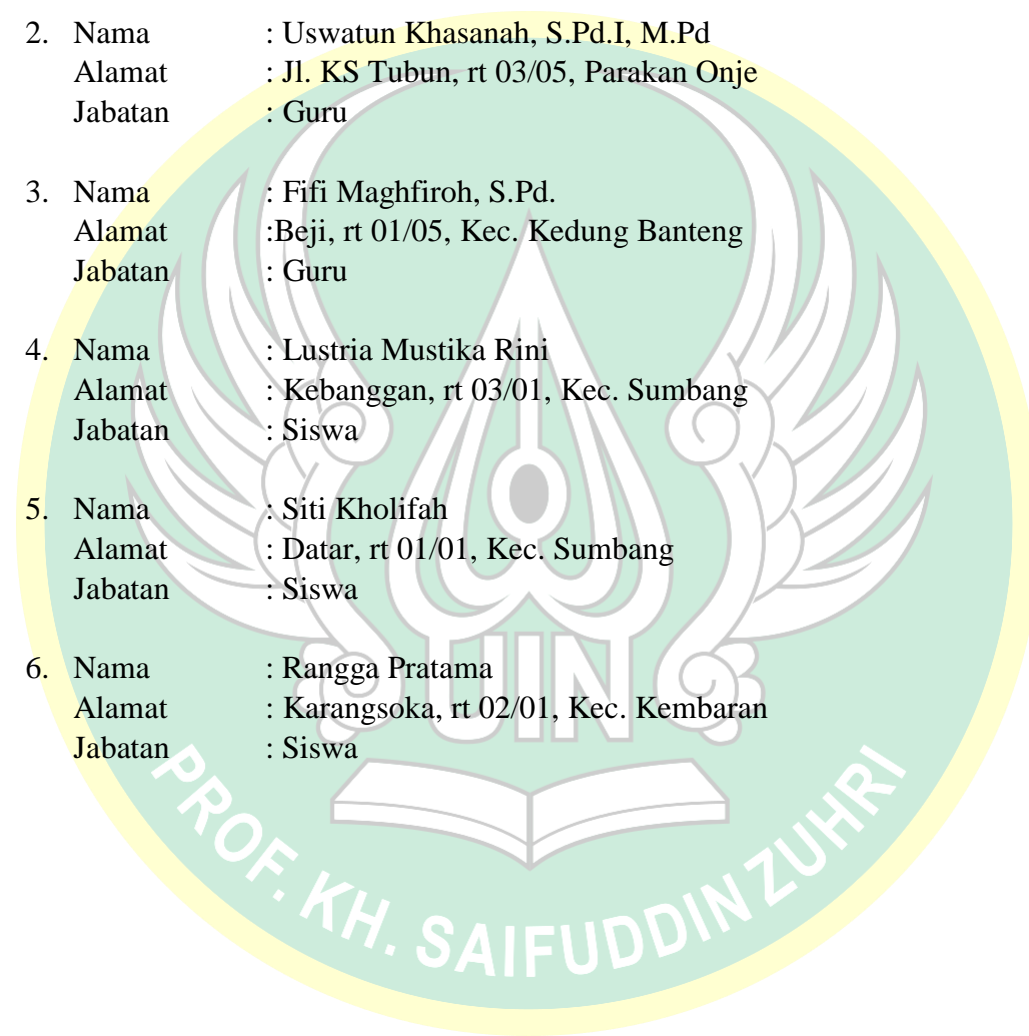 2. Nama : Uswatun Khasanah, S.Pd.I, M.Pd
Alamat : Jl. KS Tubun, rt 03/05, Parakan Onje
Jabatan : Guru
3. Nama : Fifi Maghfiroh, S.Pd.
Alamat :Beji, rt 01/05, Kec. Kedung Banteng
Jabatan : Guru
4. Nama : Lustria Mustika Rini
Alamat : Kebanggan, rt 03/01, Kec. Sumbang
Jabatan : Siswa
5. Nama : Siti Kholifah
Alamat : Datar, rt 01/01, Kec. Sumbang
Jabatan : Siswa
6. Nama : Rangga Pratama
Alamat : Karangsoka, rt 02/01, Kec. Kembaran
Jabatan : Siswa
UIN
PROF. KH. SAIFUDDIN ZUHRI